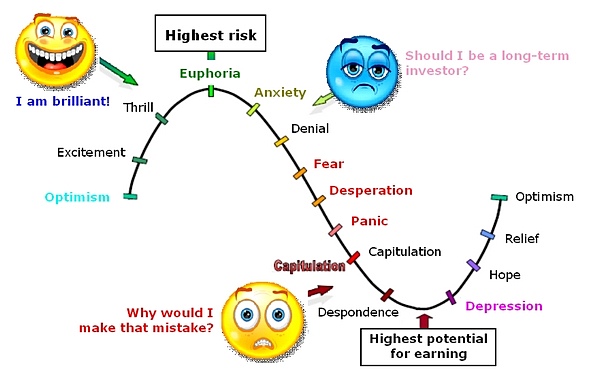 Highest risk
Euphoria
I am brilliant!
Should I be a long-term
investor?
Thrill
Anxiety
Denial
Excitement
Fear
Optimism
Desperation
Optimism
Panic
Relief
Capitulation
Capitulation
Hope
Why would I
make that mistake?
Despondence
Depression
Highest potential
for earning